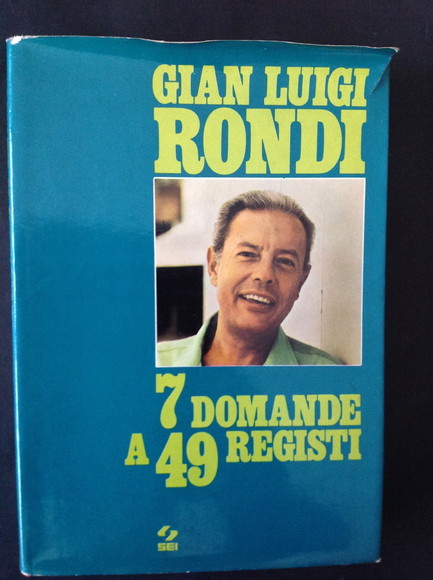 GIAN LUIGI
RONDI
7 DOMANDE
A 49 REGISTI
SEI